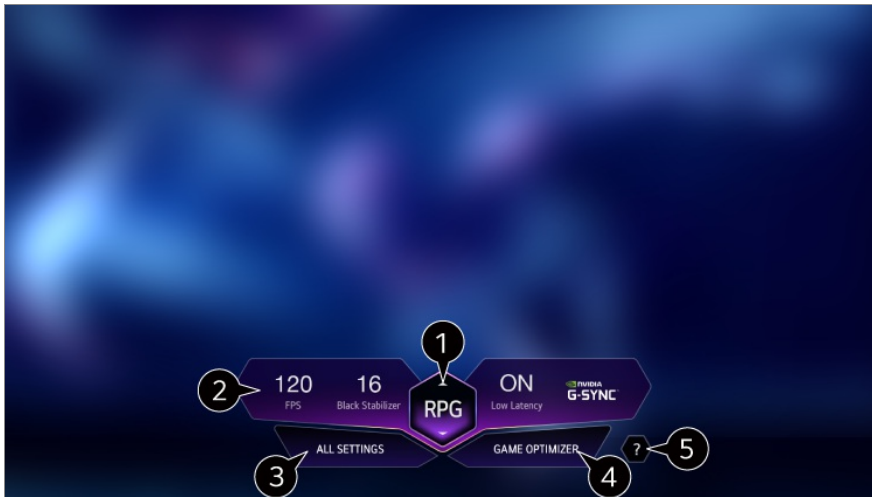 1
2
120
FPS
16
Black Stabilizer
RPG
ON
Low Latency
NVIDIA
G-SYNC
ALL SETTINGS
GAME OPTIMIZER
?
3
4
5